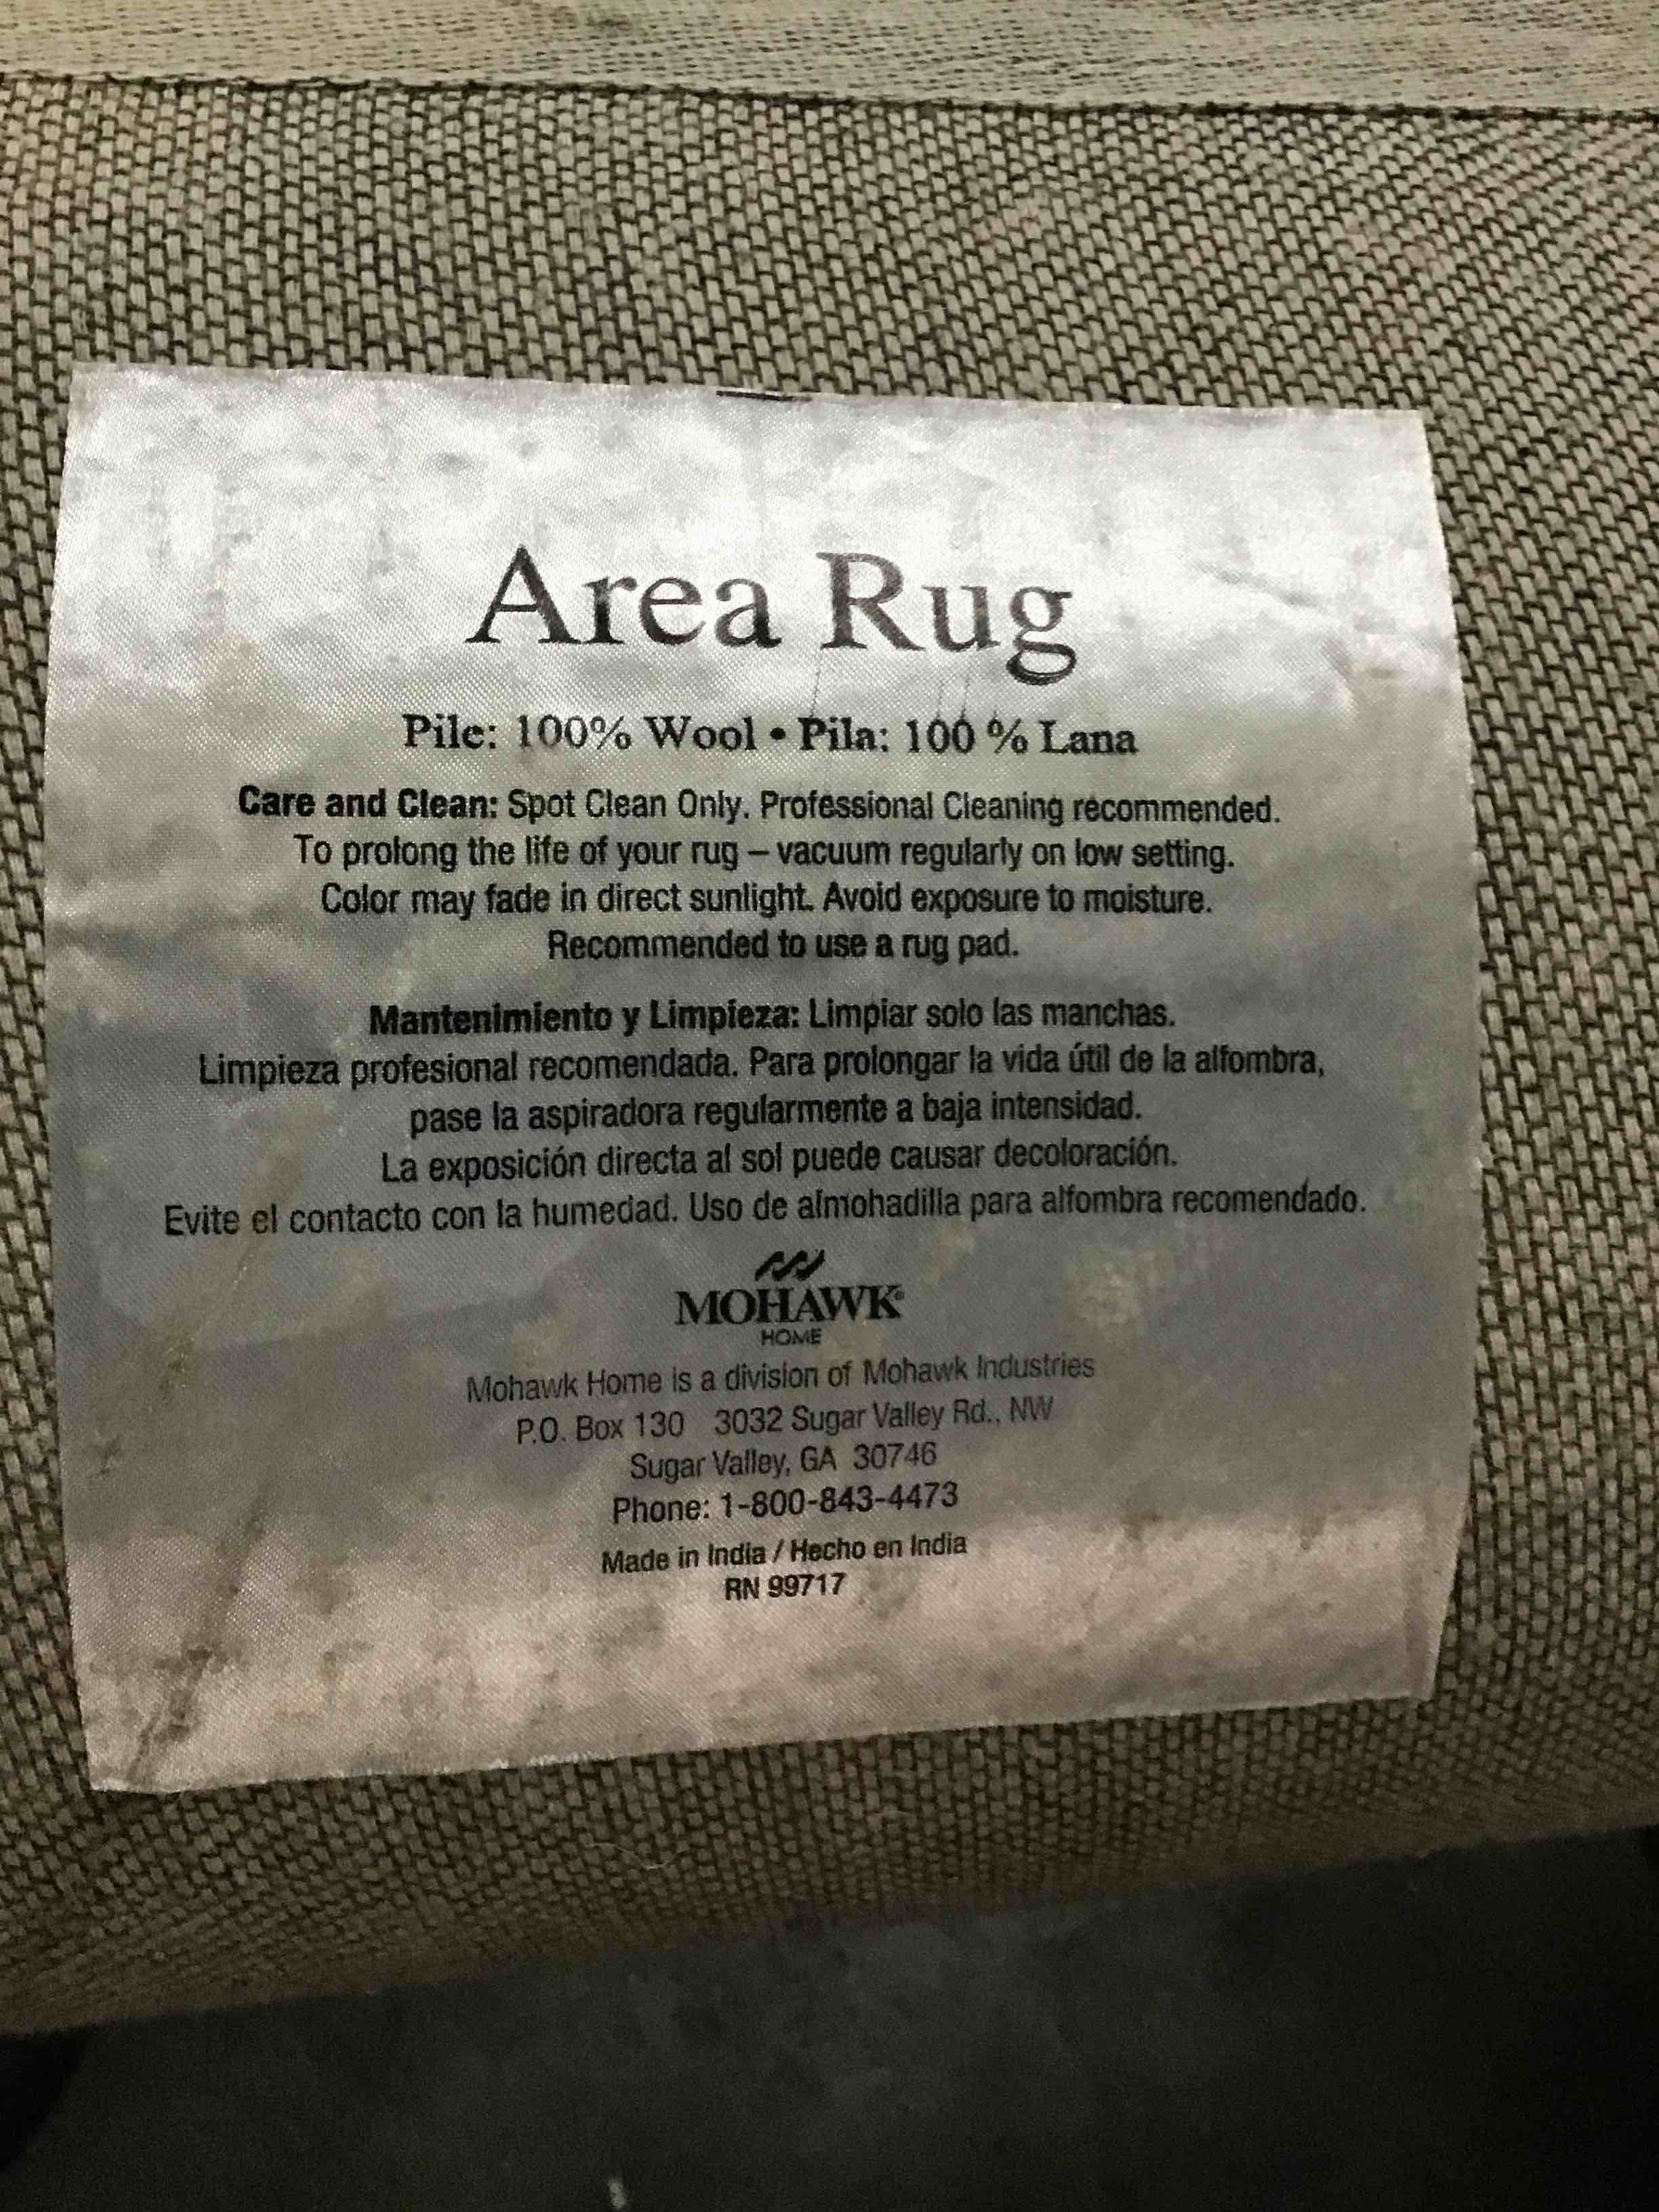 Area Rug
Pile: 100% Wool • Pila: 100 % Lana
Care and Clean: Spot Clean Only. Professional Cleaning recommended.
To prolong the life of your rug – vacuum regularly on low setting.
Color may fade in direct sunlight. Avoid exposure to moisture.
Recommended to use a rug pad.
Mantenimiento y Limpieza: Limpiar solo las manchas.
Limpieza profesional recomendada. Para prolongar la vida útil de la alfombra,
pase la aspiradora regularmente a baja intensidad.
La exposición directa al sol puede causar decoloración.
Evite el contacto con la humedad. Uso de almohadilla para alfombra recomendado.
MOHAWK®
HOME
Mohawk Home is a division of Mohawk Industries
P.O. Box 130 3032 Sugar Valley Rd., NW
Sugar Valley, GA 30746
Phone: 1-800-843-4473
Made in India / Hecho en India
RN 99717